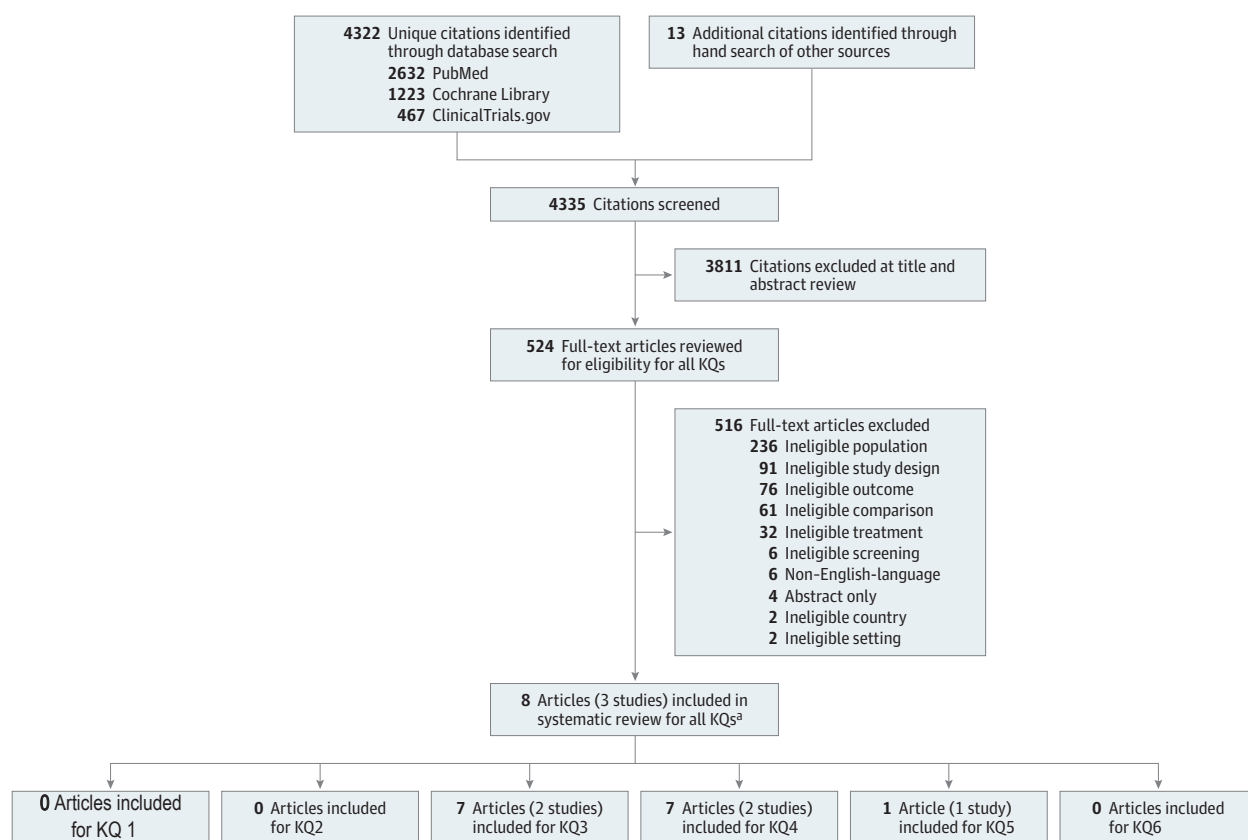 4322 Unique citations identified
through database search
2632 PubMed
1223 Cochrane Library
467 ClinicalTrials.gov
13 Additional citations identified through
hand search of other sources
4335 Citations screened
3811 Citations excluded at title and
abstract review
524 Full-text articles reviewed
for eligibility for all KQs
516 Full-text articles excluded
236 Ineligible population
91 Ineligible study design
76 Ineligible outcome
61 Ineligible comparison
32 Ineligible treatment
6 Ineligible screening
6 Non–English-language
4 Abstract only
2 Ineligible country
2 Ineligible setting
8 Articles (3 studies) included in
systematic review for all KQsᵃ
0 Articles included
for KQ 1
0 Articles included
for KQ2
7 Articles (2 studies)
included for KQ3
7 Articles (2 studies)
included for KQ4
1 Article (1 study)
included for KQ5
0 Articles included
for KQ6